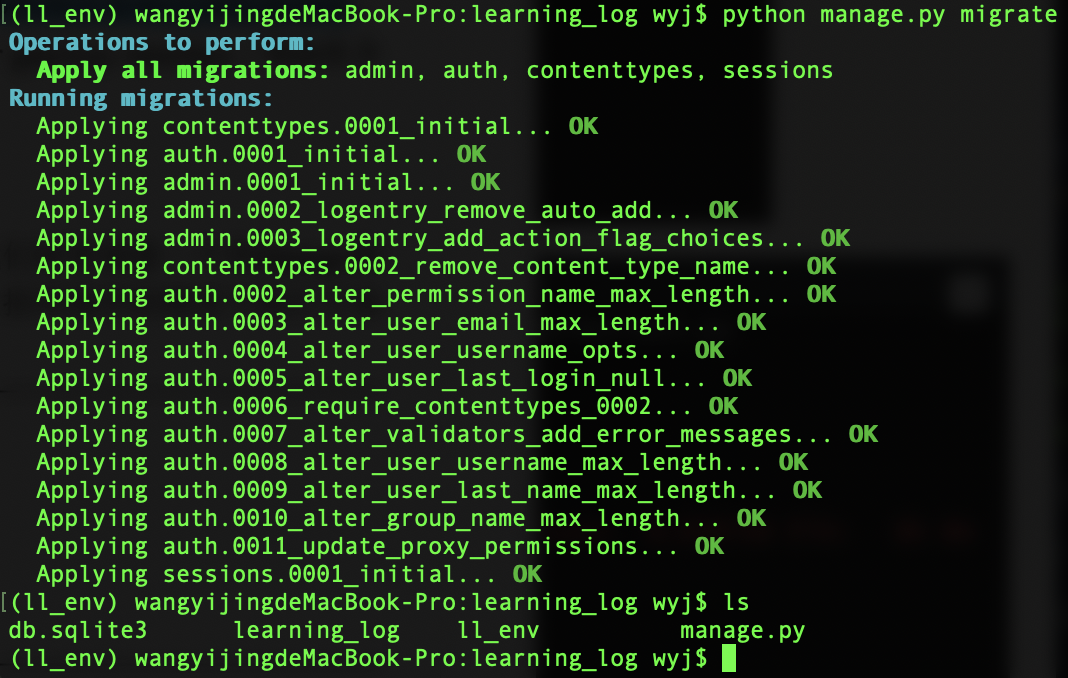 [(ll_env) wangyijingdeMacBook-Pro:learning_log wyj$ python manage.py migrate
Operations to perform:
  Apply all migrations: admin, auth, contenttypes, sessions
Running migrations:
  Applying contenttypes.0001_initial... OK
  Applying auth.0001_initial... OK
  Applying admin.0001_initial... OK
  Applying admin.0002_logentry_remove_auto_add... OK
  Applying admin.0003_logentry_add_action_flag_choices... OK
  Applying contenttypes.0002_remove_content_type_name... OK
  Applying auth.0002_alter_permission_name_max_length... OK
  Applying auth.0003_alter_user_email_max_length... OK
  Applying auth.0004_alter_user_username_opts... OK
  Applying auth.0005_alter_user_last_login_null... OK
  Applying auth.0006_require_contenttypes_0002... OK
  Applying auth.0007_alter_validators_add_error_messages... OK
  Applying auth.0008_alter_user_username_max_length... OK
  Applying auth.0009_alter_user_last_name_max_length... OK
  Applying auth.0010_alter_group_name_max_length... OK
  Applying auth.0011_update_proxy_permissions... OK
  Applying sessions.0001_initial... OK
[(ll_env) wangyijingdeMacBook-Pro:learning_log wyj$ ls
db.sqlite3      learning_log    ll_env          manage.py
(ll_env) wangyijingdeMacBook-Pro:learning_log wyj$